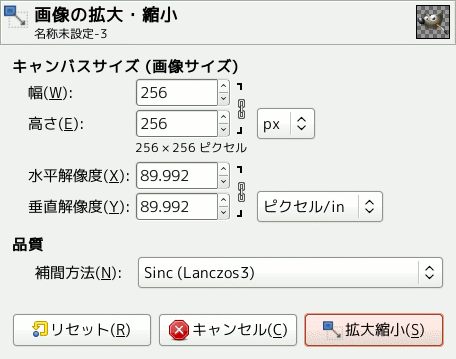 画像の拡大・縮小
名称未設定-3
キャンバスサイズ (画像サイズ)
幅(W): 256
高さ(E): 256 px
256 × 256 ピクセル
水平解像度(X): 89.992
垂直解像度(Y): 89.992 ピクセル/in
品質
補間方法(N): Sinc (Lanczos3)
リセット(R) キャンセル(C) 拡大縮小(S)